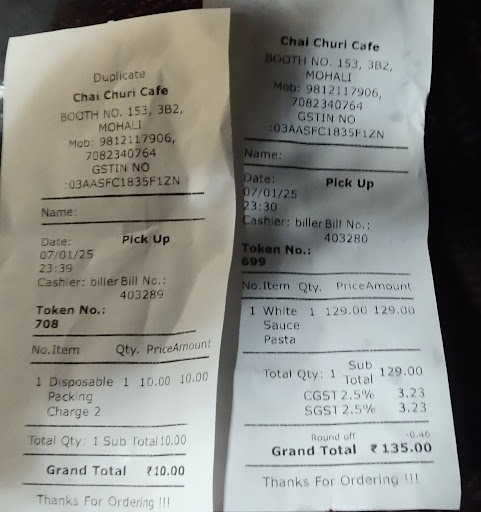 Duplicate
Chai Churi Cafe
BOOTH NO. 153, 3B2,
MOHALI
Mob: 9812117906,
7082340764
GSTIN NO
:03AASFC1835F1ZN
Name:
Date: Pick Up
07/01/25
23:39
Cashier: biller Bill No.:
403289
Token No.:
708
No.Item Qty. Price Amount
1 Disposable 1 10.00 10.00
Packing
Charge 2
Total Qty: 1 Sub Total 10.00
Grand Total ₹10.00
Thanks For Ordering !!!
Chai Churi Cafe
BOOTH NO. 153, 3B2,
MOHALI
Mob: 9812117906,
7082340764
GSTIN NO
:03AASFC1835F1ZN
Name:
Date: Pick Up
07/01/25
23:30
Cashier: biller Bill No.:
403280
Token No.:
699
No.Item Qty. Price Amount
1 White 1 129.00 129.00
Sauce
Pasta
Total Qty: 1 Sub Total 129.00
CGST 2.5% 3.23
SGST 2.5% 3.23
Round off -0.46
Grand Total ₹135.00
Thanks For Ordering !!!